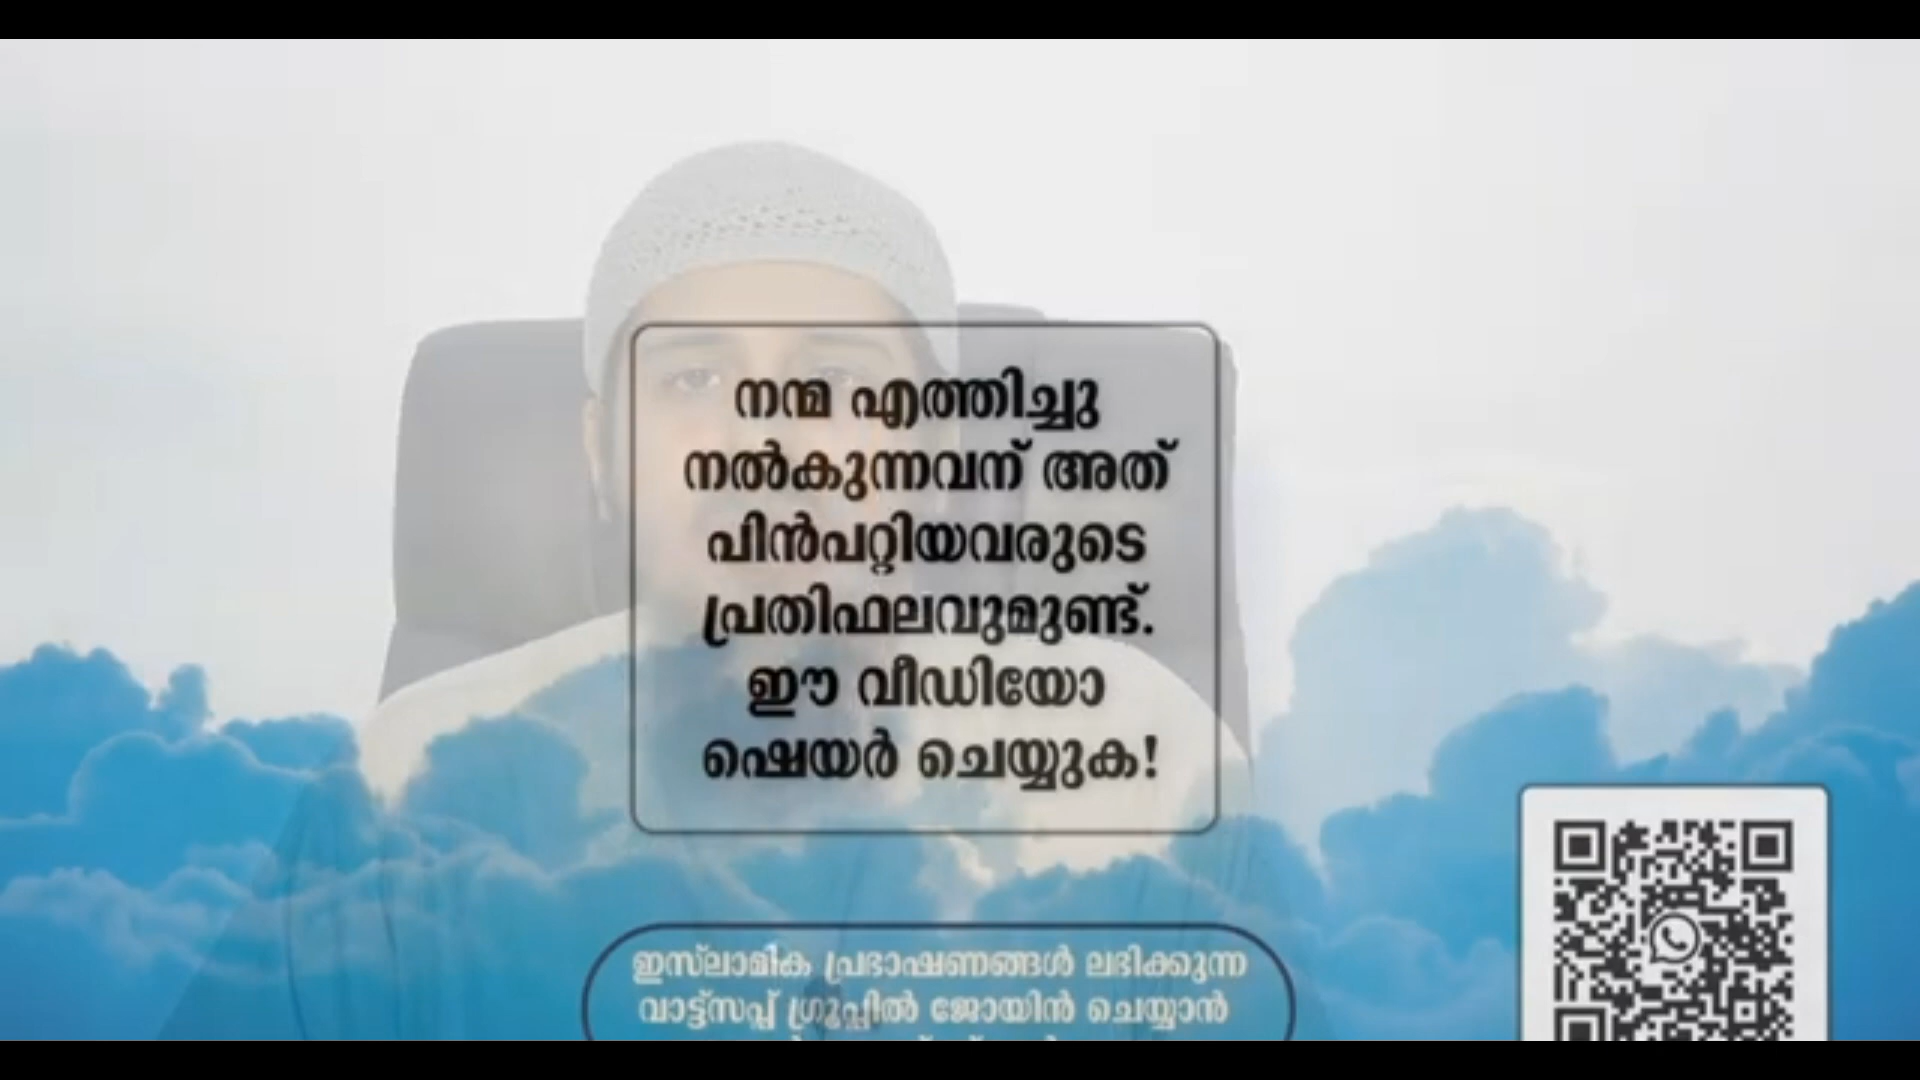 നന്മ എത്തിച്ചു
നൽകുന്നവന് അത്
പിൻപറ്റിയവരുടെ
പ്രതിഫലവുമുണ്ട്.
ഈ വീഡിയോ
ഷെയർ ചെയ്യുക!
ഇസ്‌ലാമിക പ്രഭാഷണങ്ങൾ ലഭിക്കുന്ന
വാട്ട്സപ്പ് ഗ്രൂപ്പിൽ ജോയിൻ ചെയ്യാൻ